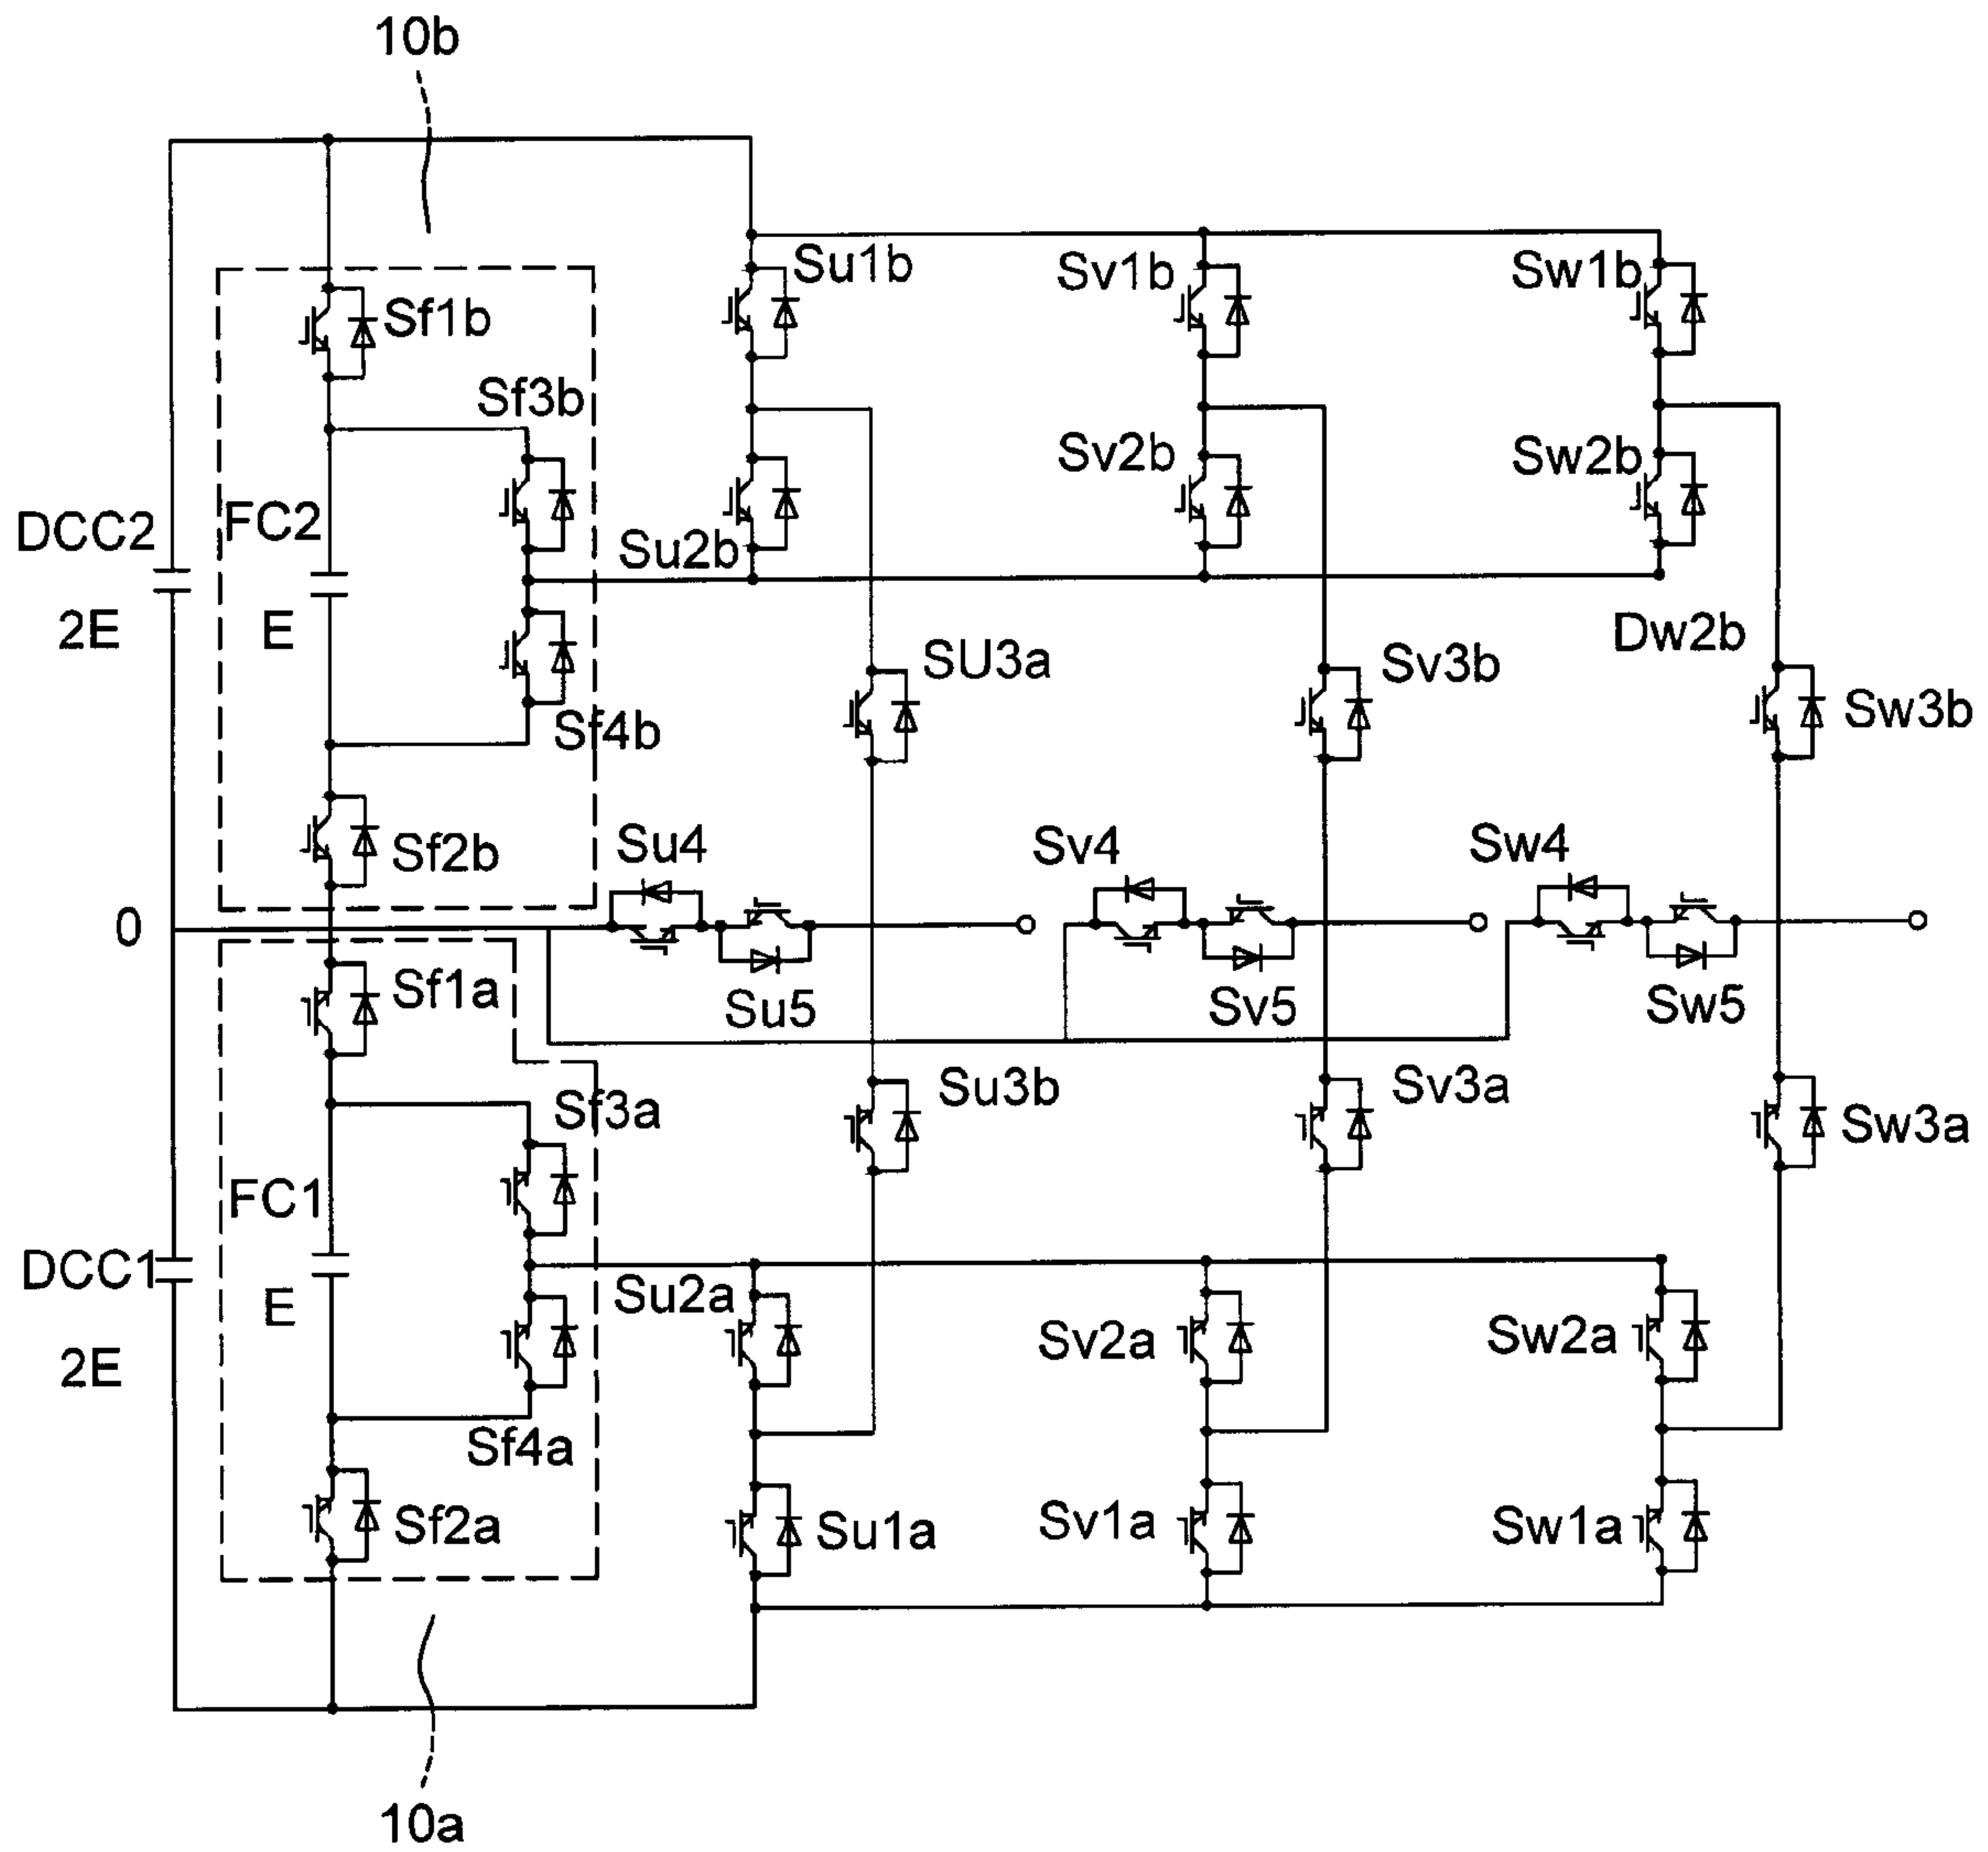 10b
Su1b
Sv1b
Sw1b
Sf1b
Sf3b
Sv2b
Sw2b
DCC2
FC2
Su2b
2E
E
SU3a
Sv3b
Dw2b
Sw3b
Sf4b
Sf2b
Su4
Sv4
Sw4
0
Sf1a
Su5
Sv5
Sw5
Sf3a
Su3b
Sv3a
Sw3a
FC1
DCC1
E
Su2a
Sv2a
Sw2a
2E
Sf4a
Sf2a
Su1a
Sv1a
Sw1a
10a